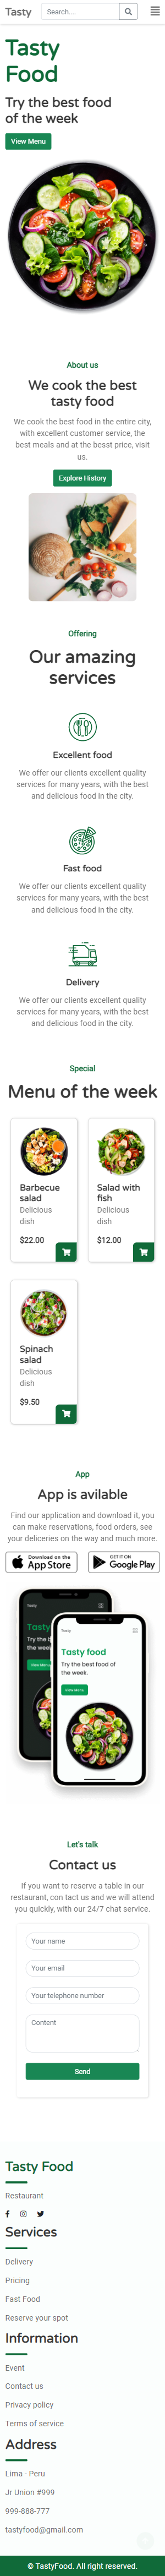 Tasty
Search...
Tasty
Food
Try the best food
of the week
View Menu
About us
We cook the best
tasty food
We cook the best food in the entire city,
with excellent customer service, the
best meals and at the besst price, visit
us.
Explore History
Offering
Our amazing
services
Excellent food
We offer our clients excellent quality
services for many years, with the best
and delicious food in the city.
Fast food
We offer our clients excellent quality
services for many years, with the best
and delicious food in the city.
Delivery
We offer our clients excellent quality
services for many years, with the best
and delicious food in the city.
Special
Menu of the week
Barbecue
salad
Delicious
dish
$22.00
Salad with
fish
Delicious
dish
$12.00
Spinach
salad
Delicious
dish
$9.50
App
App is avilable
Find our application and download it, you
can make reservations, food orders, see
your deliceries on the way and much more.
Download on the
App Store
GET IT ON
Google Play
Tasty
Tasty food
Try the best food of
the week.
Let's talk
Contact us
If you want to reserve a table in our
restaurant, con tact us and we will attend
you quickly, with our 24/7 chat service.
Your name
Your email
Your telephone number
Content
Send
Tasty Food
Restaurant
Services
Delivery
Pricing
Fast Food
Reserve your spot
Information
Event
Contact us
Privacy policy
Terms of service
Address
Lima - Peru
Jr Union #999
999-888-777
tastyfood@gmail.com
© TastyFood. All right reserved.